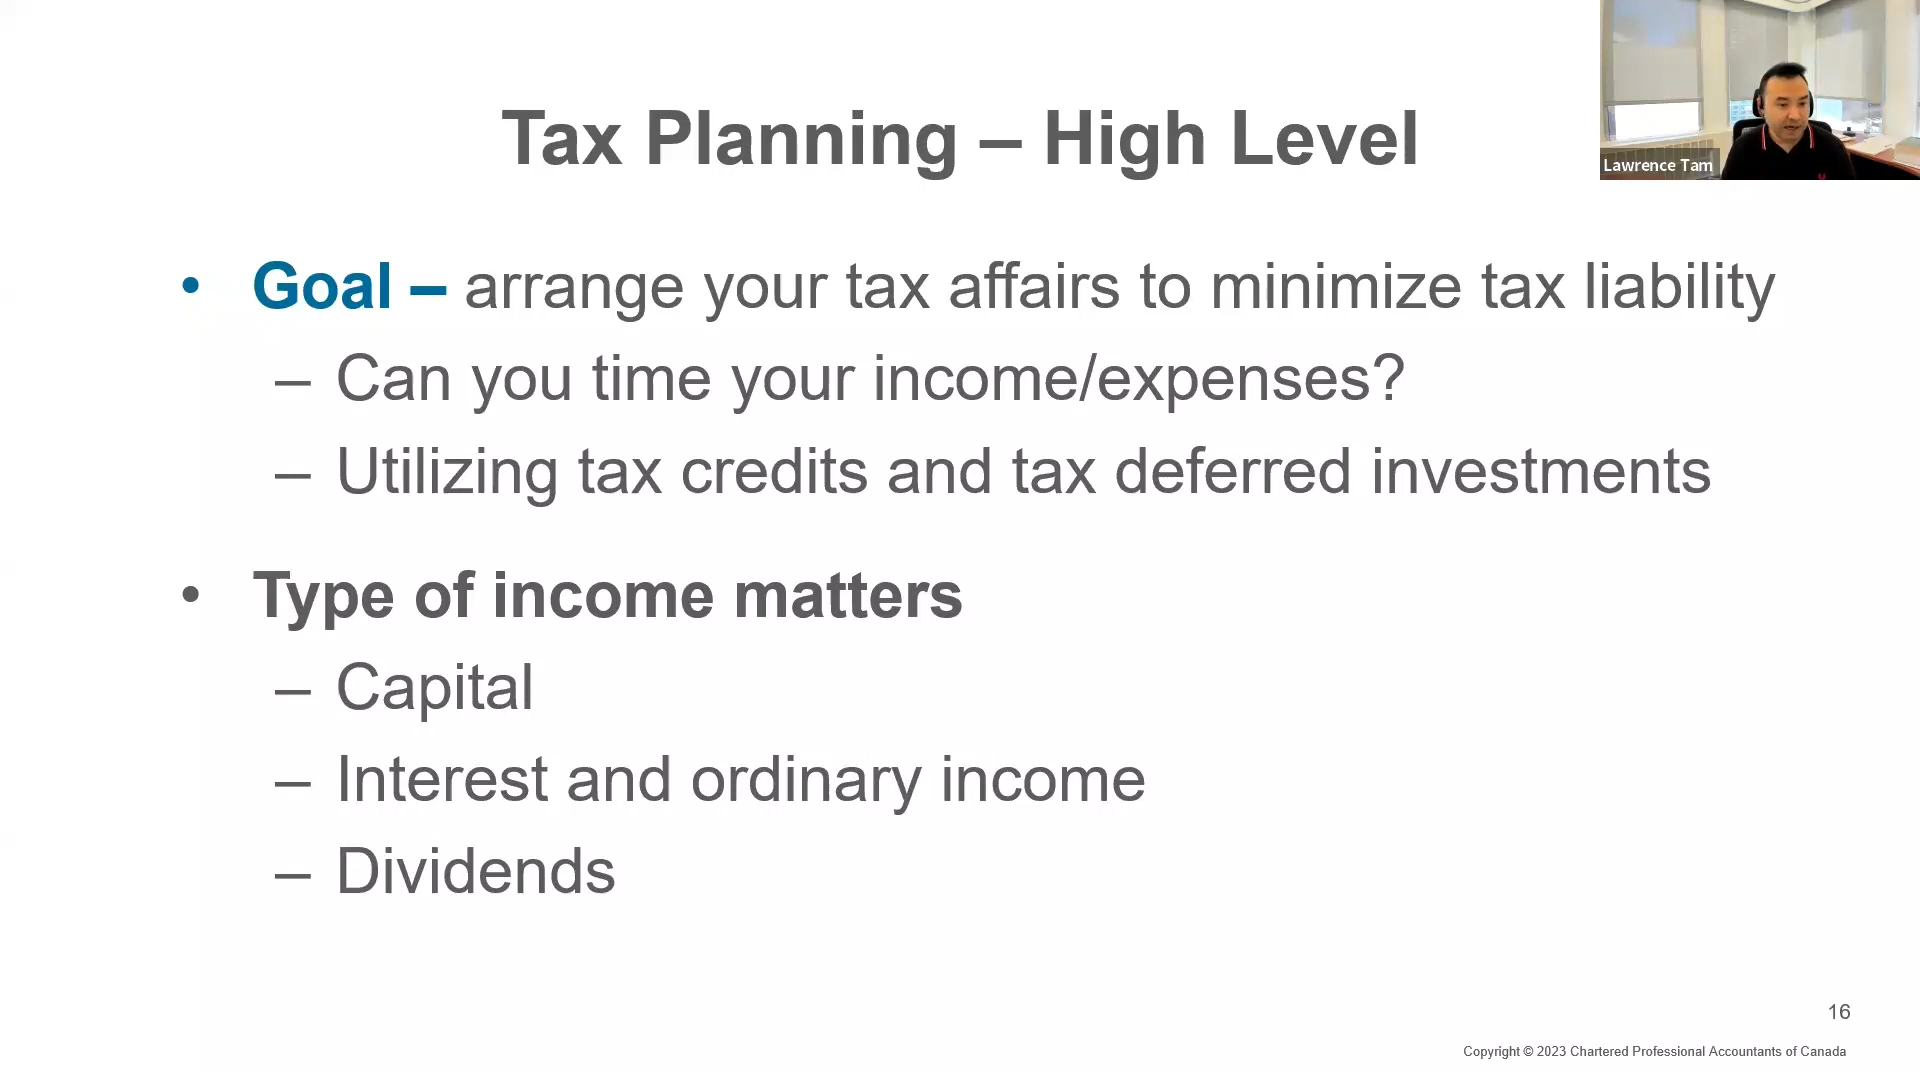 Tax Planning – High Level
Lawrence Tam
• Goal – arrange your tax affairs to minimize tax liability
– Can you time your income/expenses?
– Utilizing tax credits and tax deferred investments
• Type of income matters
– Capital
– Interest and ordinary income
– Dividends
16
Copyright © 2023 Chartered Professional Accountants of Canada